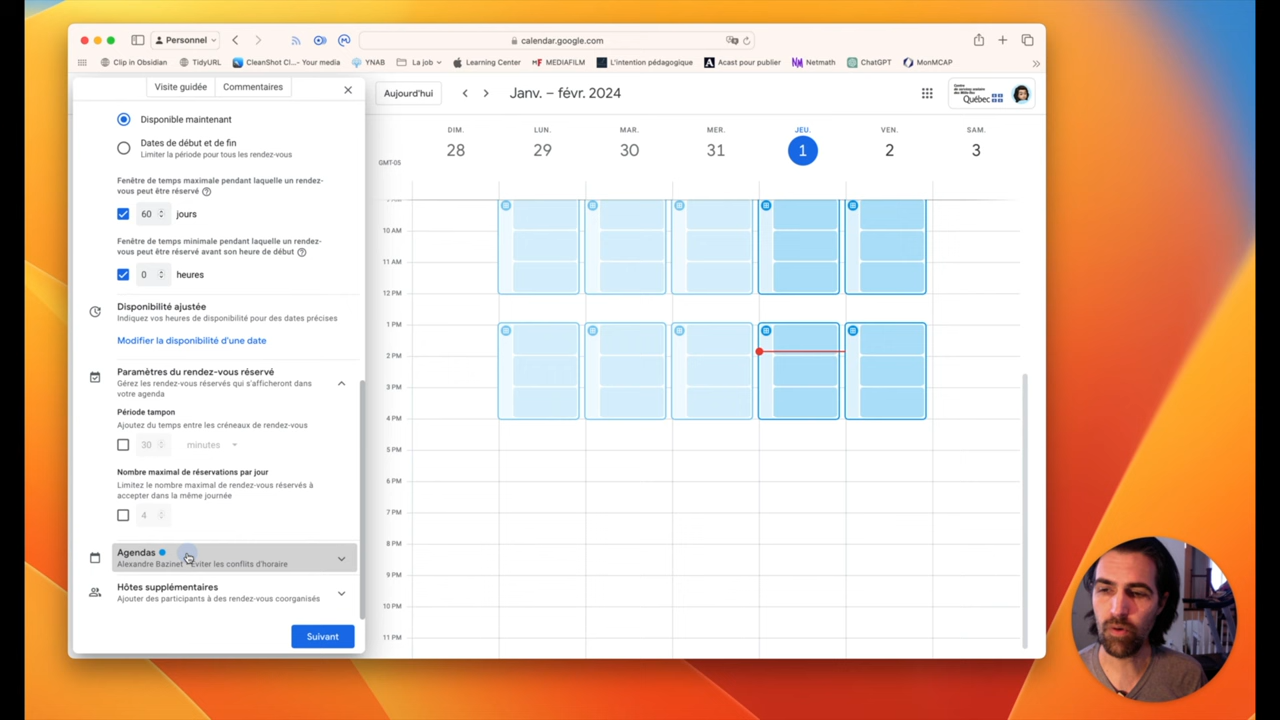 Personnel
calendar.google.com
Clip in Obsidian
TidyURL
CleanShot Cl... - Your media
YNAB
La job
Learning Center
MEDIAFILM
L'intention pédagogique
Acast pour publier
Netmath
ChatGPT
MonMCAP
Visite guidée
Commentaires
Disponible maintenant
Dates de début et de fin
Limiter la période pour tous les rendez-vous
Fenêtre de temps maximale pendant laquelle un rendez-
vous peut être réservé
60 jours
Fenêtre de temps minimale pendant laquelle un rendez-
vous peut être réservé avant son heure de début
0 heures
Disponibilité ajustée
Indiquez vos heures de disponibilité pour des dates précises
Modifier la disponibilité d'une date
Paramètres du rendez-vous réservé
Gérez les rendez-vous réservés qui s'afficheront dans
votre agenda
Période tampon
Ajoutez du temps entre les créneaux de rendez-vous
30 minutes
Nombre maximal de réservations par jour
Limitez le nombre maximal de rendez-vous réservés à
accepter dans la même journée
4
Agendas
Alexandre Bazinet · Éviter les conflits d'horaire
Hôtes supplémentaires
Ajouter des participants à des rendez-vous coorganisés
Suivant
Aujourd'hui
Janv. – févr. 2024
Québec
DIM. LUN. MAR. MER. JEU. VEN. SAM.
28 29 30 31 1 2 3
GMT-05
10 AM
11 AM
12 PM
1 PM
2 PM
3 PM
4 PM
5 PM
6 PM
7 PM
8 PM
9 PM
10 PM
11 PM